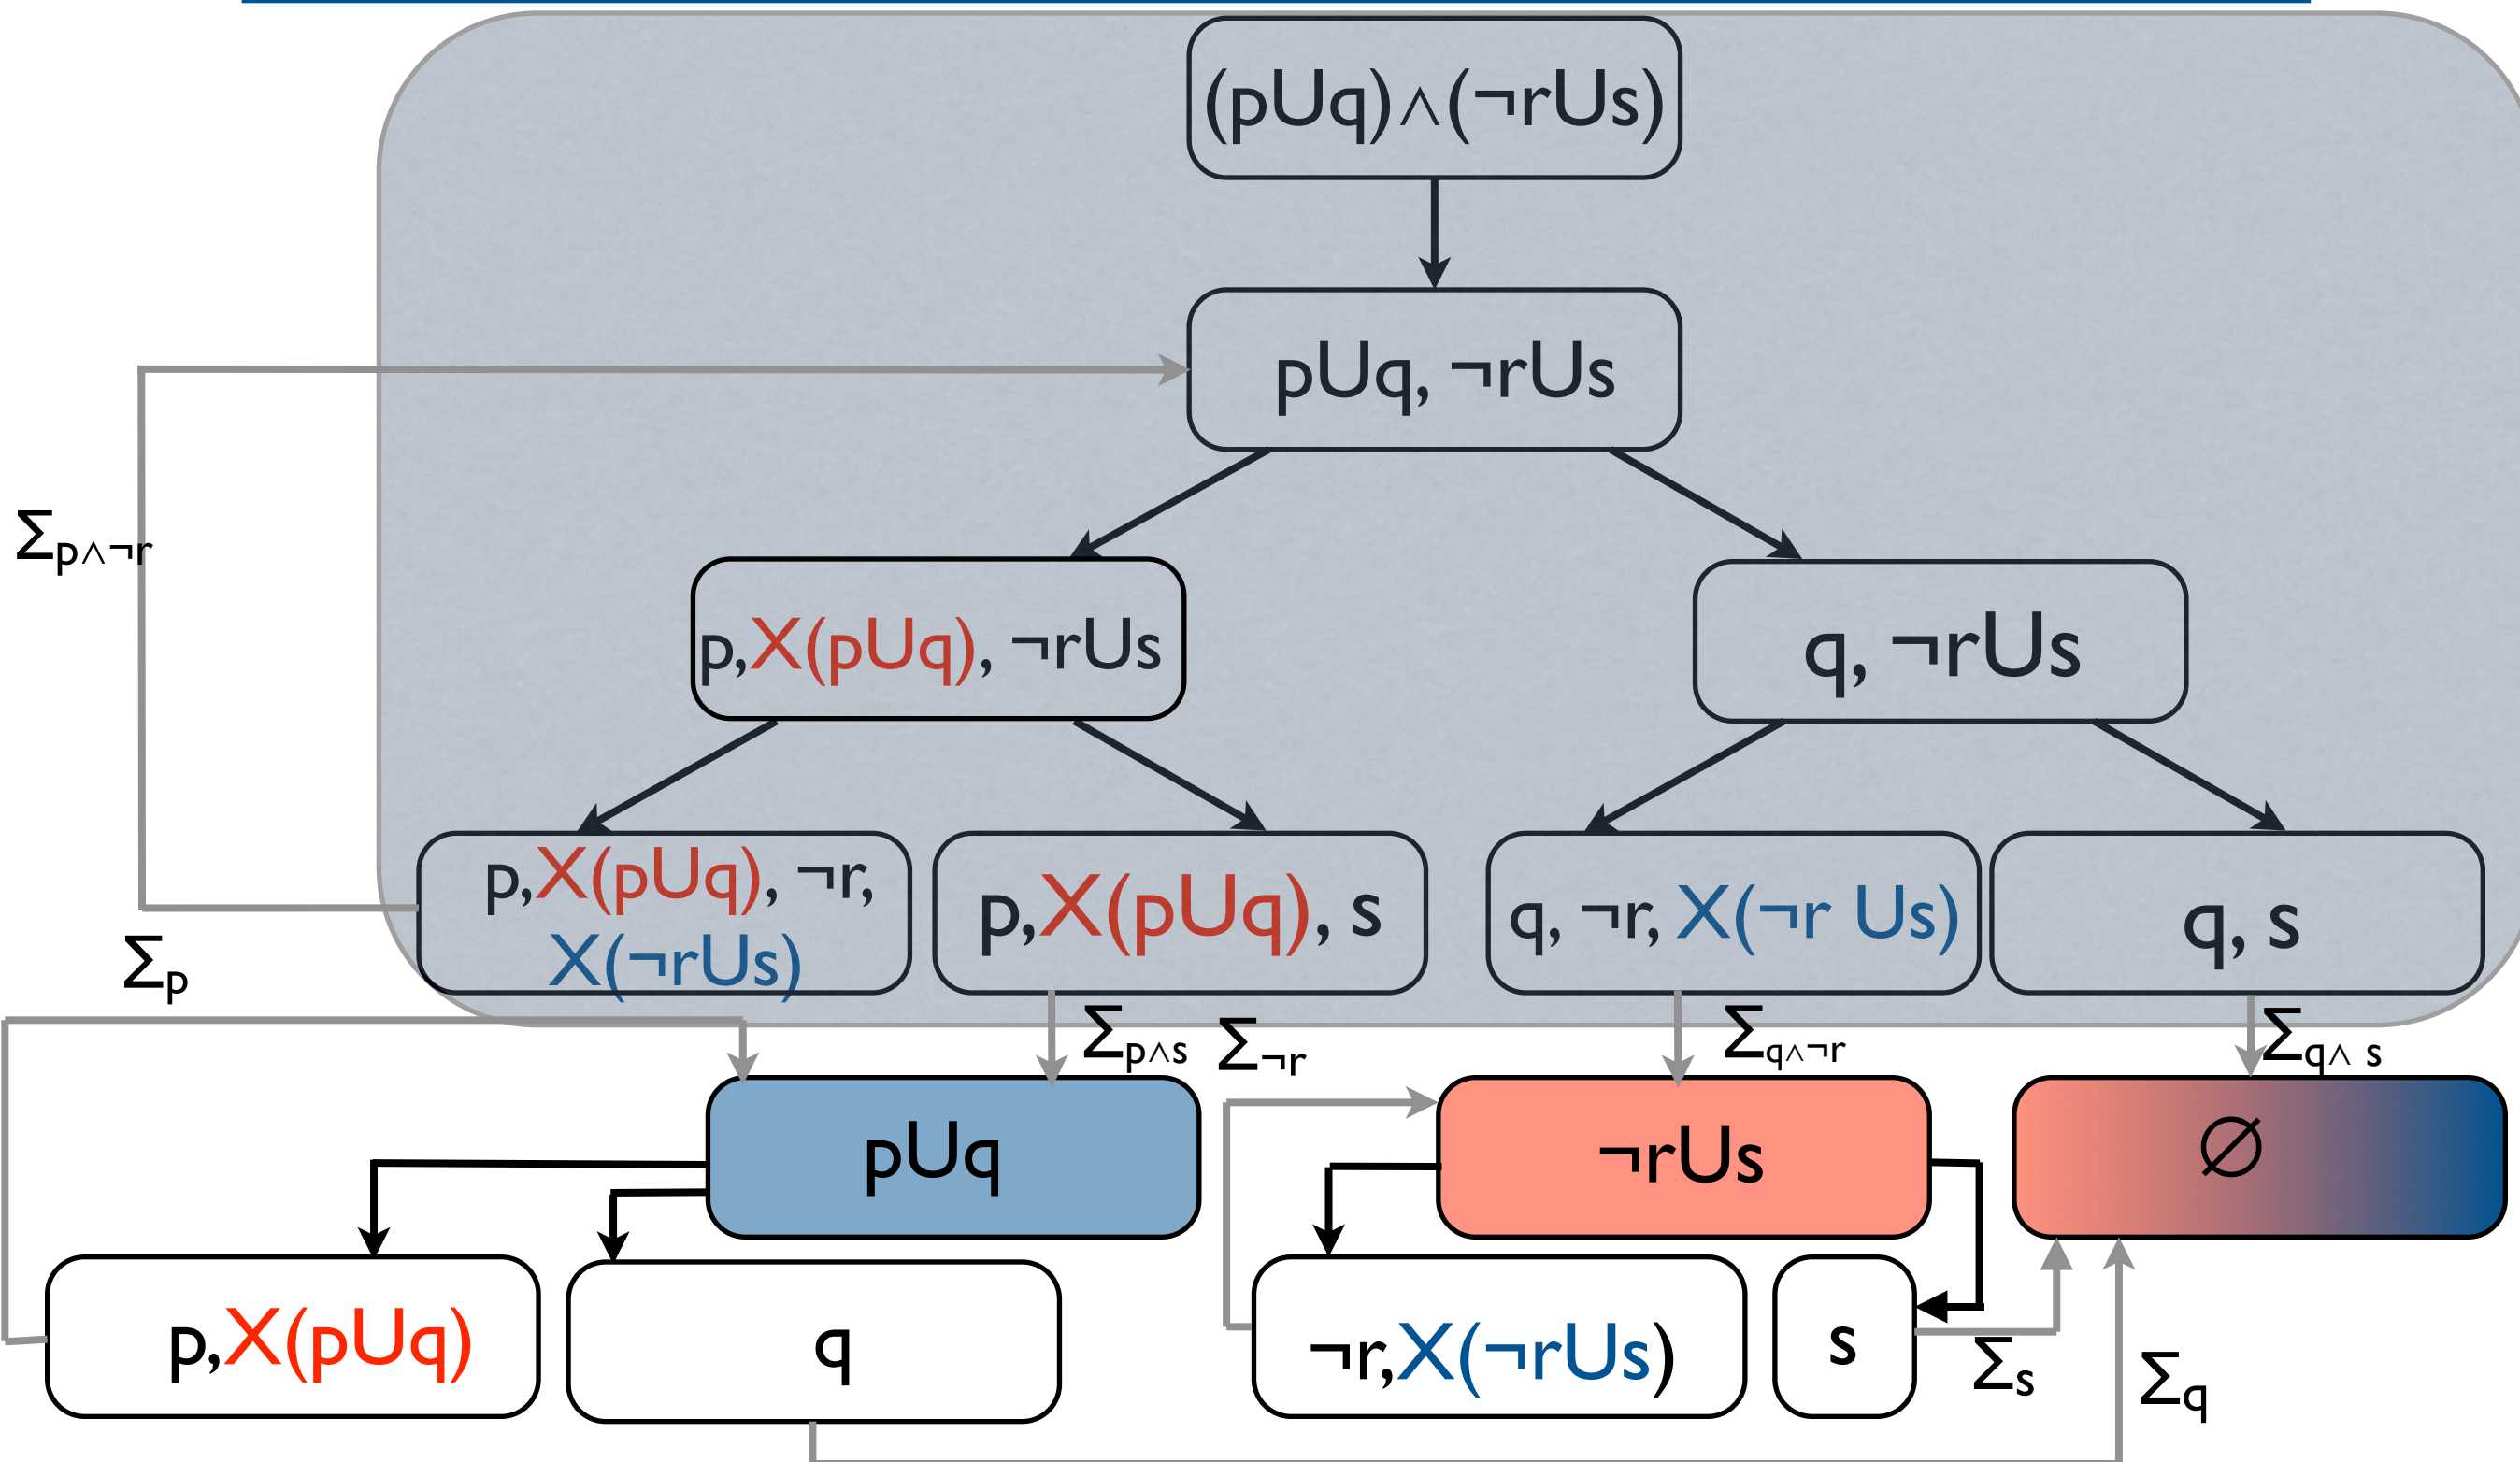 (pUq)∧(¬rUs)
pUq, ¬rUs
Σp∧¬r
p,X(pUq), ¬rUs
q, ¬rUs
p,X(pUq), ¬r,
X(¬rUs)
p,X(pUq), s
q, ¬r, X(¬r Us)
q, s
Σp
Σp∧s
Σ¬r
Σq∧¬r
Σq∧ s
pUq
¬rUs
∅
p,X(pUq)
q
¬r,X(¬rUs)
s
Σs
Σq